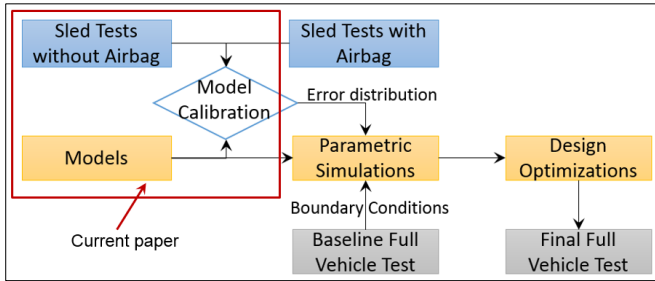 Sled Tests
without Airbag
Sled Tests with
Airbag
Model
Calibration
Error distribution
Models
Parametric
Simulations
Design
Optimizations
Boundary Conditions
Current paper
Baseline Full
Vehicle Test
Final Full
Vehicle Test